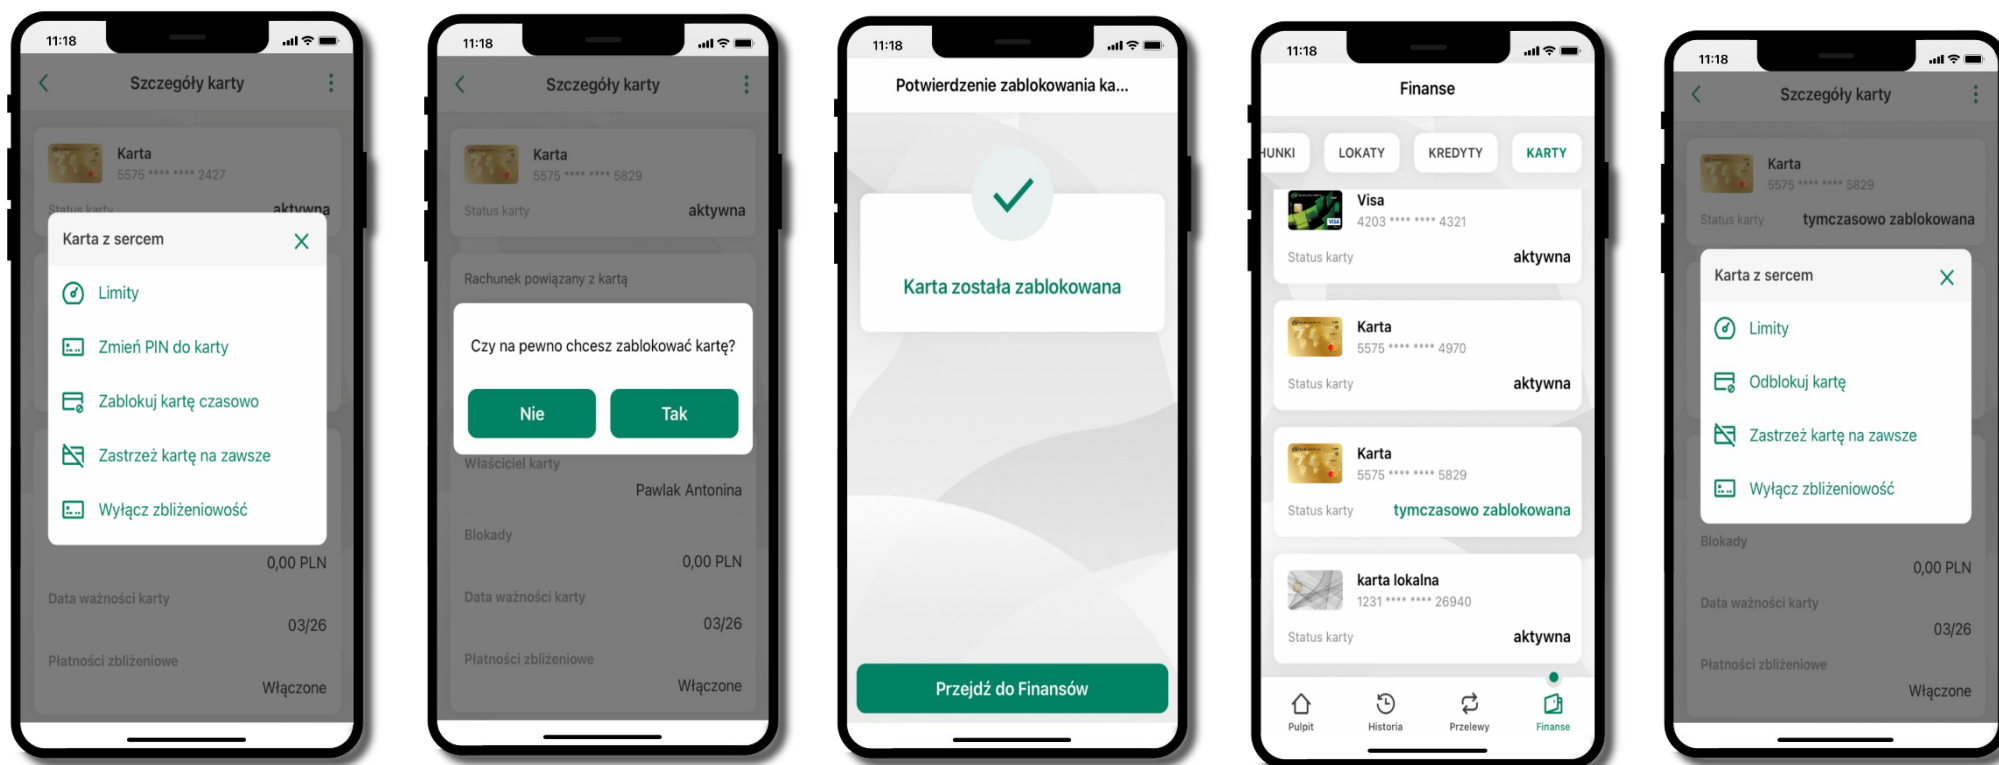 11:18
Szczegóły karty
Karta
5575 **** **** 2427
Status karty aktywna
Karta z sercem
Limity
Zmień PIN do karty
Zablokuj kartę czasowo
Zastrzeż kartę na zawsze
Wyłącz zbliżeniowość
0,00 PLN
Data ważności karty
03/26
Płatności zbliżeniowe
Włączone
11:18
Szczegóły karty
Karta
5575 **** **** 5829
Status karty aktywna
Rachunek powiązany z kartą
Czy na pewno chcesz zablokować kartę?
Nie Tak
Właściciel karty
Pawlak Antonina
Blokady
0,00 PLN
Data ważności karty
03/26
Płatności zbliżeniowe
Włączone
11:18
Potwierdzenie zablokowania ka...
Karta została zablokowana
Przejdź do Finansów
11:18
Finanse
HUNKI LOKATY KREDYTY KARTY
Visa
4203 **** **** 4321
VISA
Status karty aktywna
Karta
5575 **** **** 4970
Status karty aktywna
Karta
5575 **** **** 5829
Status karty tymczasowo zablokowana
karta lokalna
1231 **** **** 26940
Status karty aktywna
Pulpit Historia Przelewy Finanse
11:18
Szczegóły karty
Karta
5575 **** **** 5829
Status karty tymczasowo zablokowana
Karta z sercem
Limity
Odblokuj kartę
Zastrzeż kartę na zawsze
Wyłącz zbliżeniowość
Blokady
0,00 PLN
Data ważności karty
03/26
Płatności zbliżeniowe
Włączone